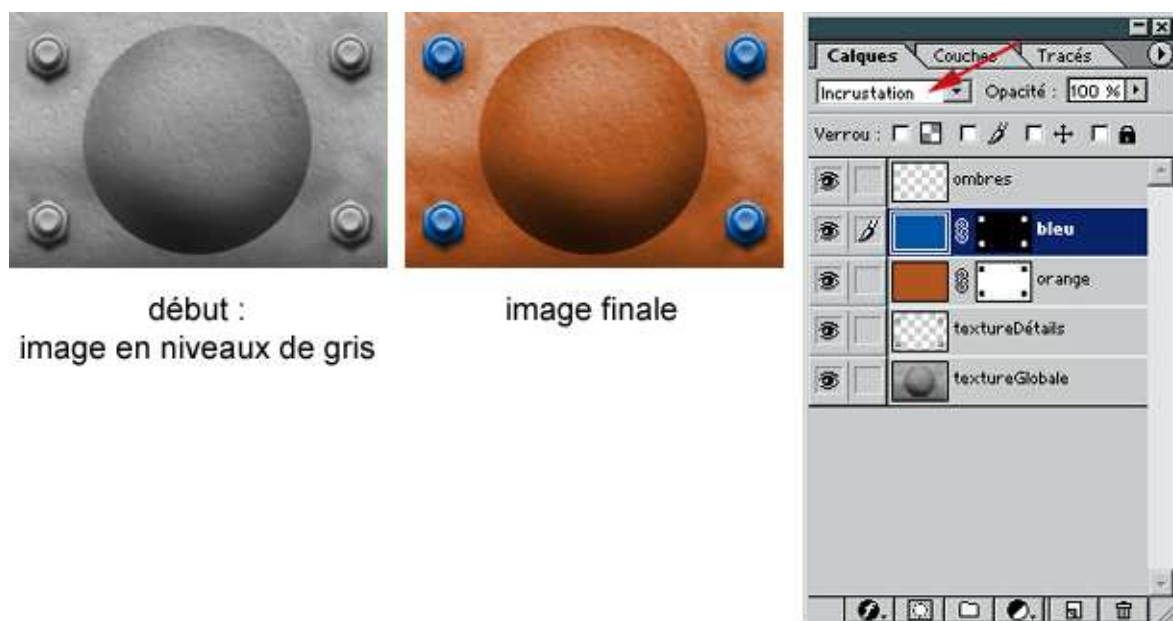 début :
image en niveaux de gris
image finale
Calques Couches Tracés
Incrustation Opacité : 100 %
Verrou :
ombres
bleu
orange
textureDétails
textureGlobale